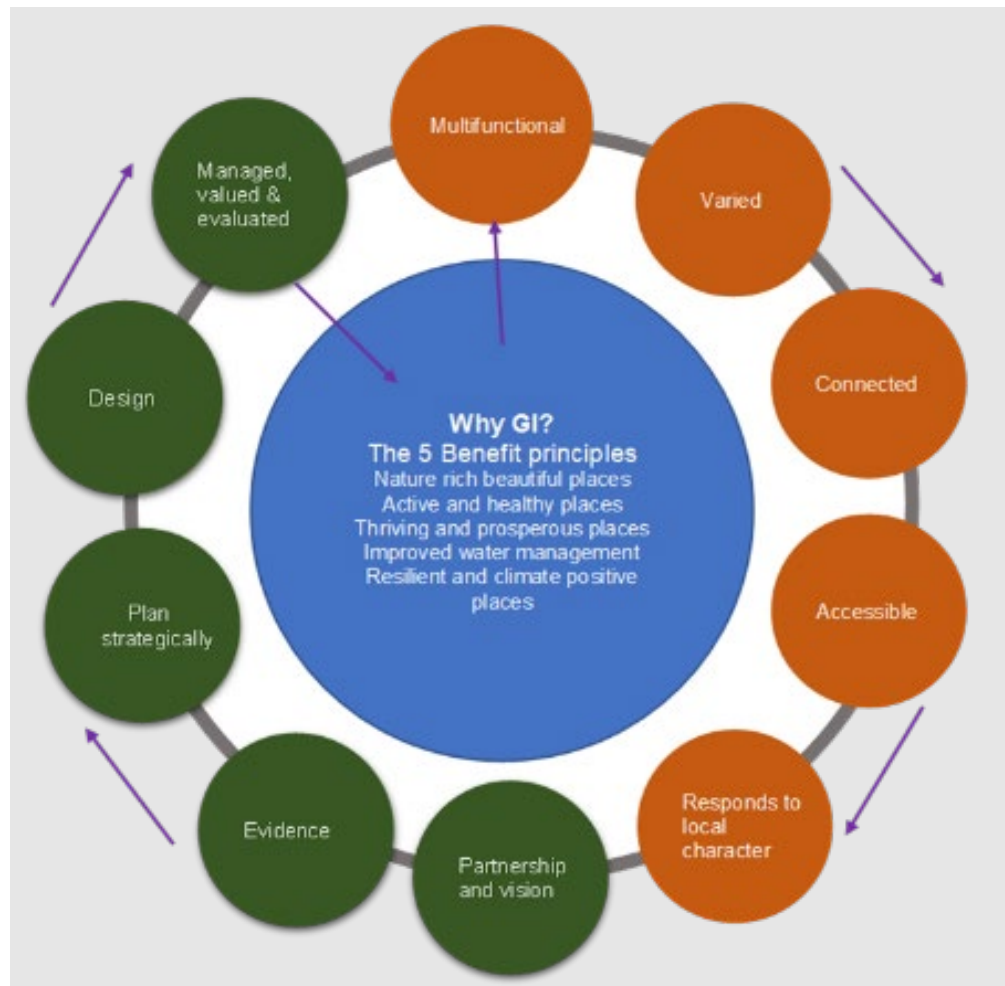 Multifunctional
Varied
Connected
Accessible
Responds to
local
character
Partnership
and vision
Evidence
Plan
strategically
Design
Managed,
valued &
evaluated
Why GI?
The 5 Benefit principles
Nature rich beautiful places
Active and healthy places
Thriving and prosperous places
Improved water management
Resilient and climate positive
places